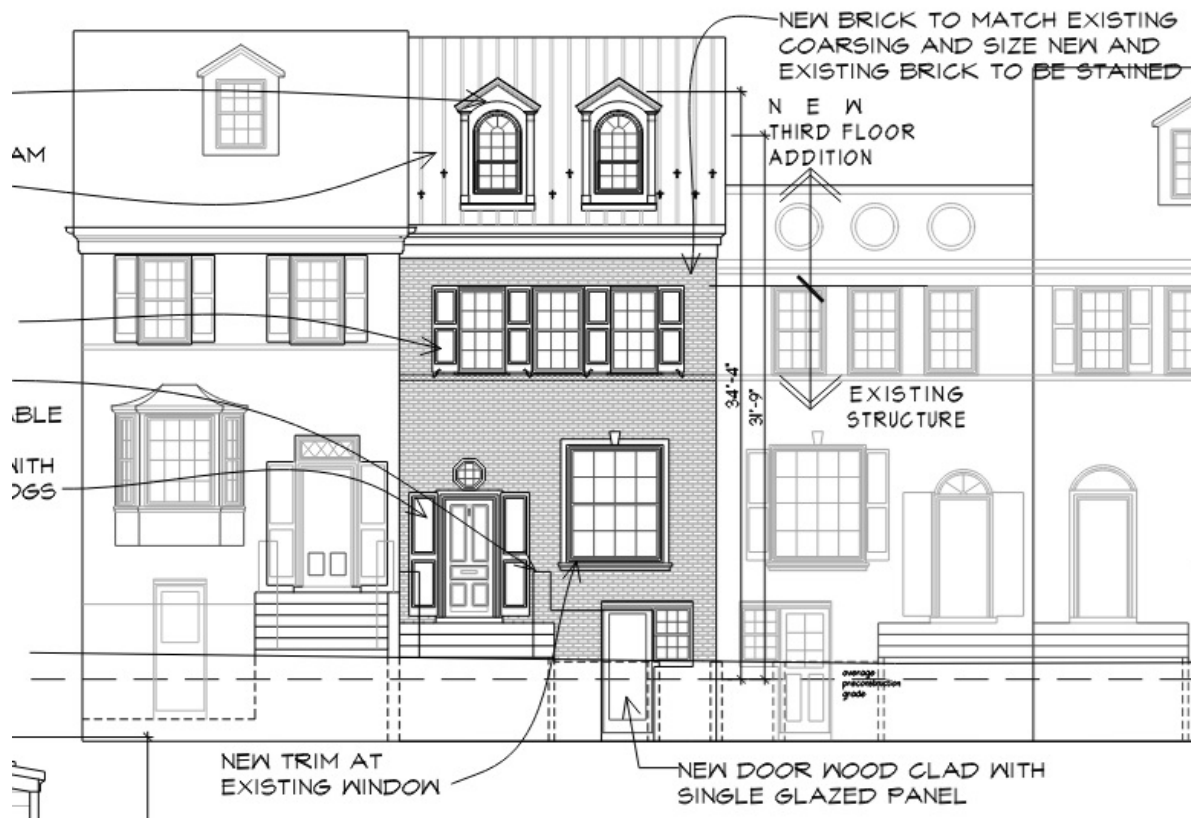 NEW BRICK TO MATCH EXISTING
COARSING AND SIZE NEW AND
EXISTING BRICK TO BE STAINED
NEW
THIRD FLOOR
ADDITION
AM
34'-4"
31'-9"
EXISTING
STRUCTURE
ABLE
WITH
OGS
average
preconstruction
grade
NEW TRIM AT
EXISTING WINDOW
NEW DOOR WOOD CLAD WITH
SINGLE GLAZED PANEL